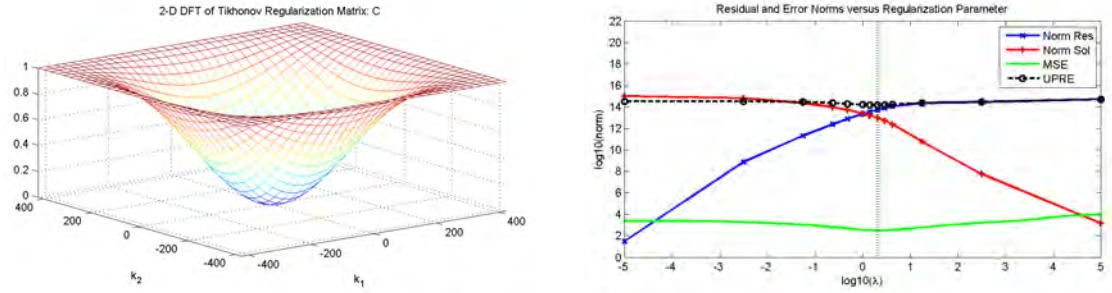 2-D DFT of Tikhonov Regularization Matrix: C
1
0.8
0.6
0.4
0.2
0
400
200
0
-200
-400
k2
-400
-200
0
200
400
k1
Residual and Error Norms versus Regularization Parameter
22
20
18
16
14
12
10
8
6
4
2
0
log10(norm)
Norm Res
Norm Sol
MSE
UPRE
-5 -4 -3 -2 -1 0 1 2 3 4 5
log10(λ)